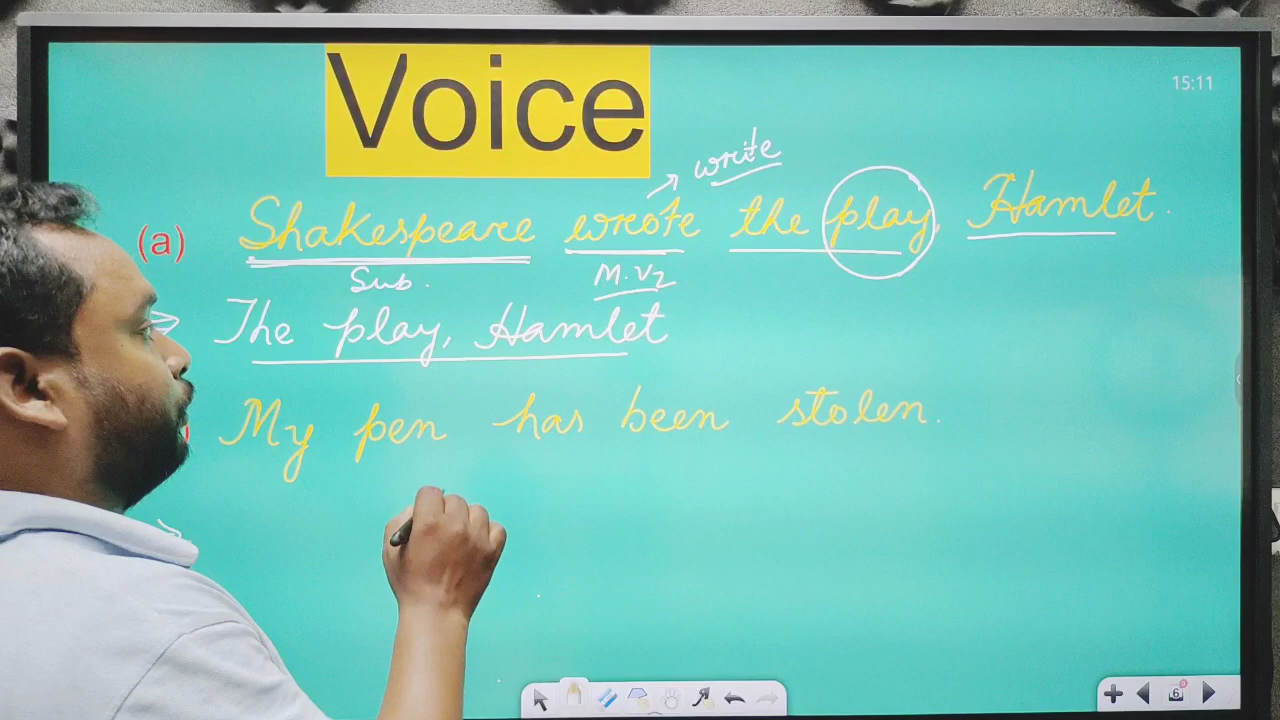 Voice
15:11
write
(a) Shakespeare wrote the play, Hamlet.
Sub. M.V2
The play, Hamlet
My pen has been stolen.
6